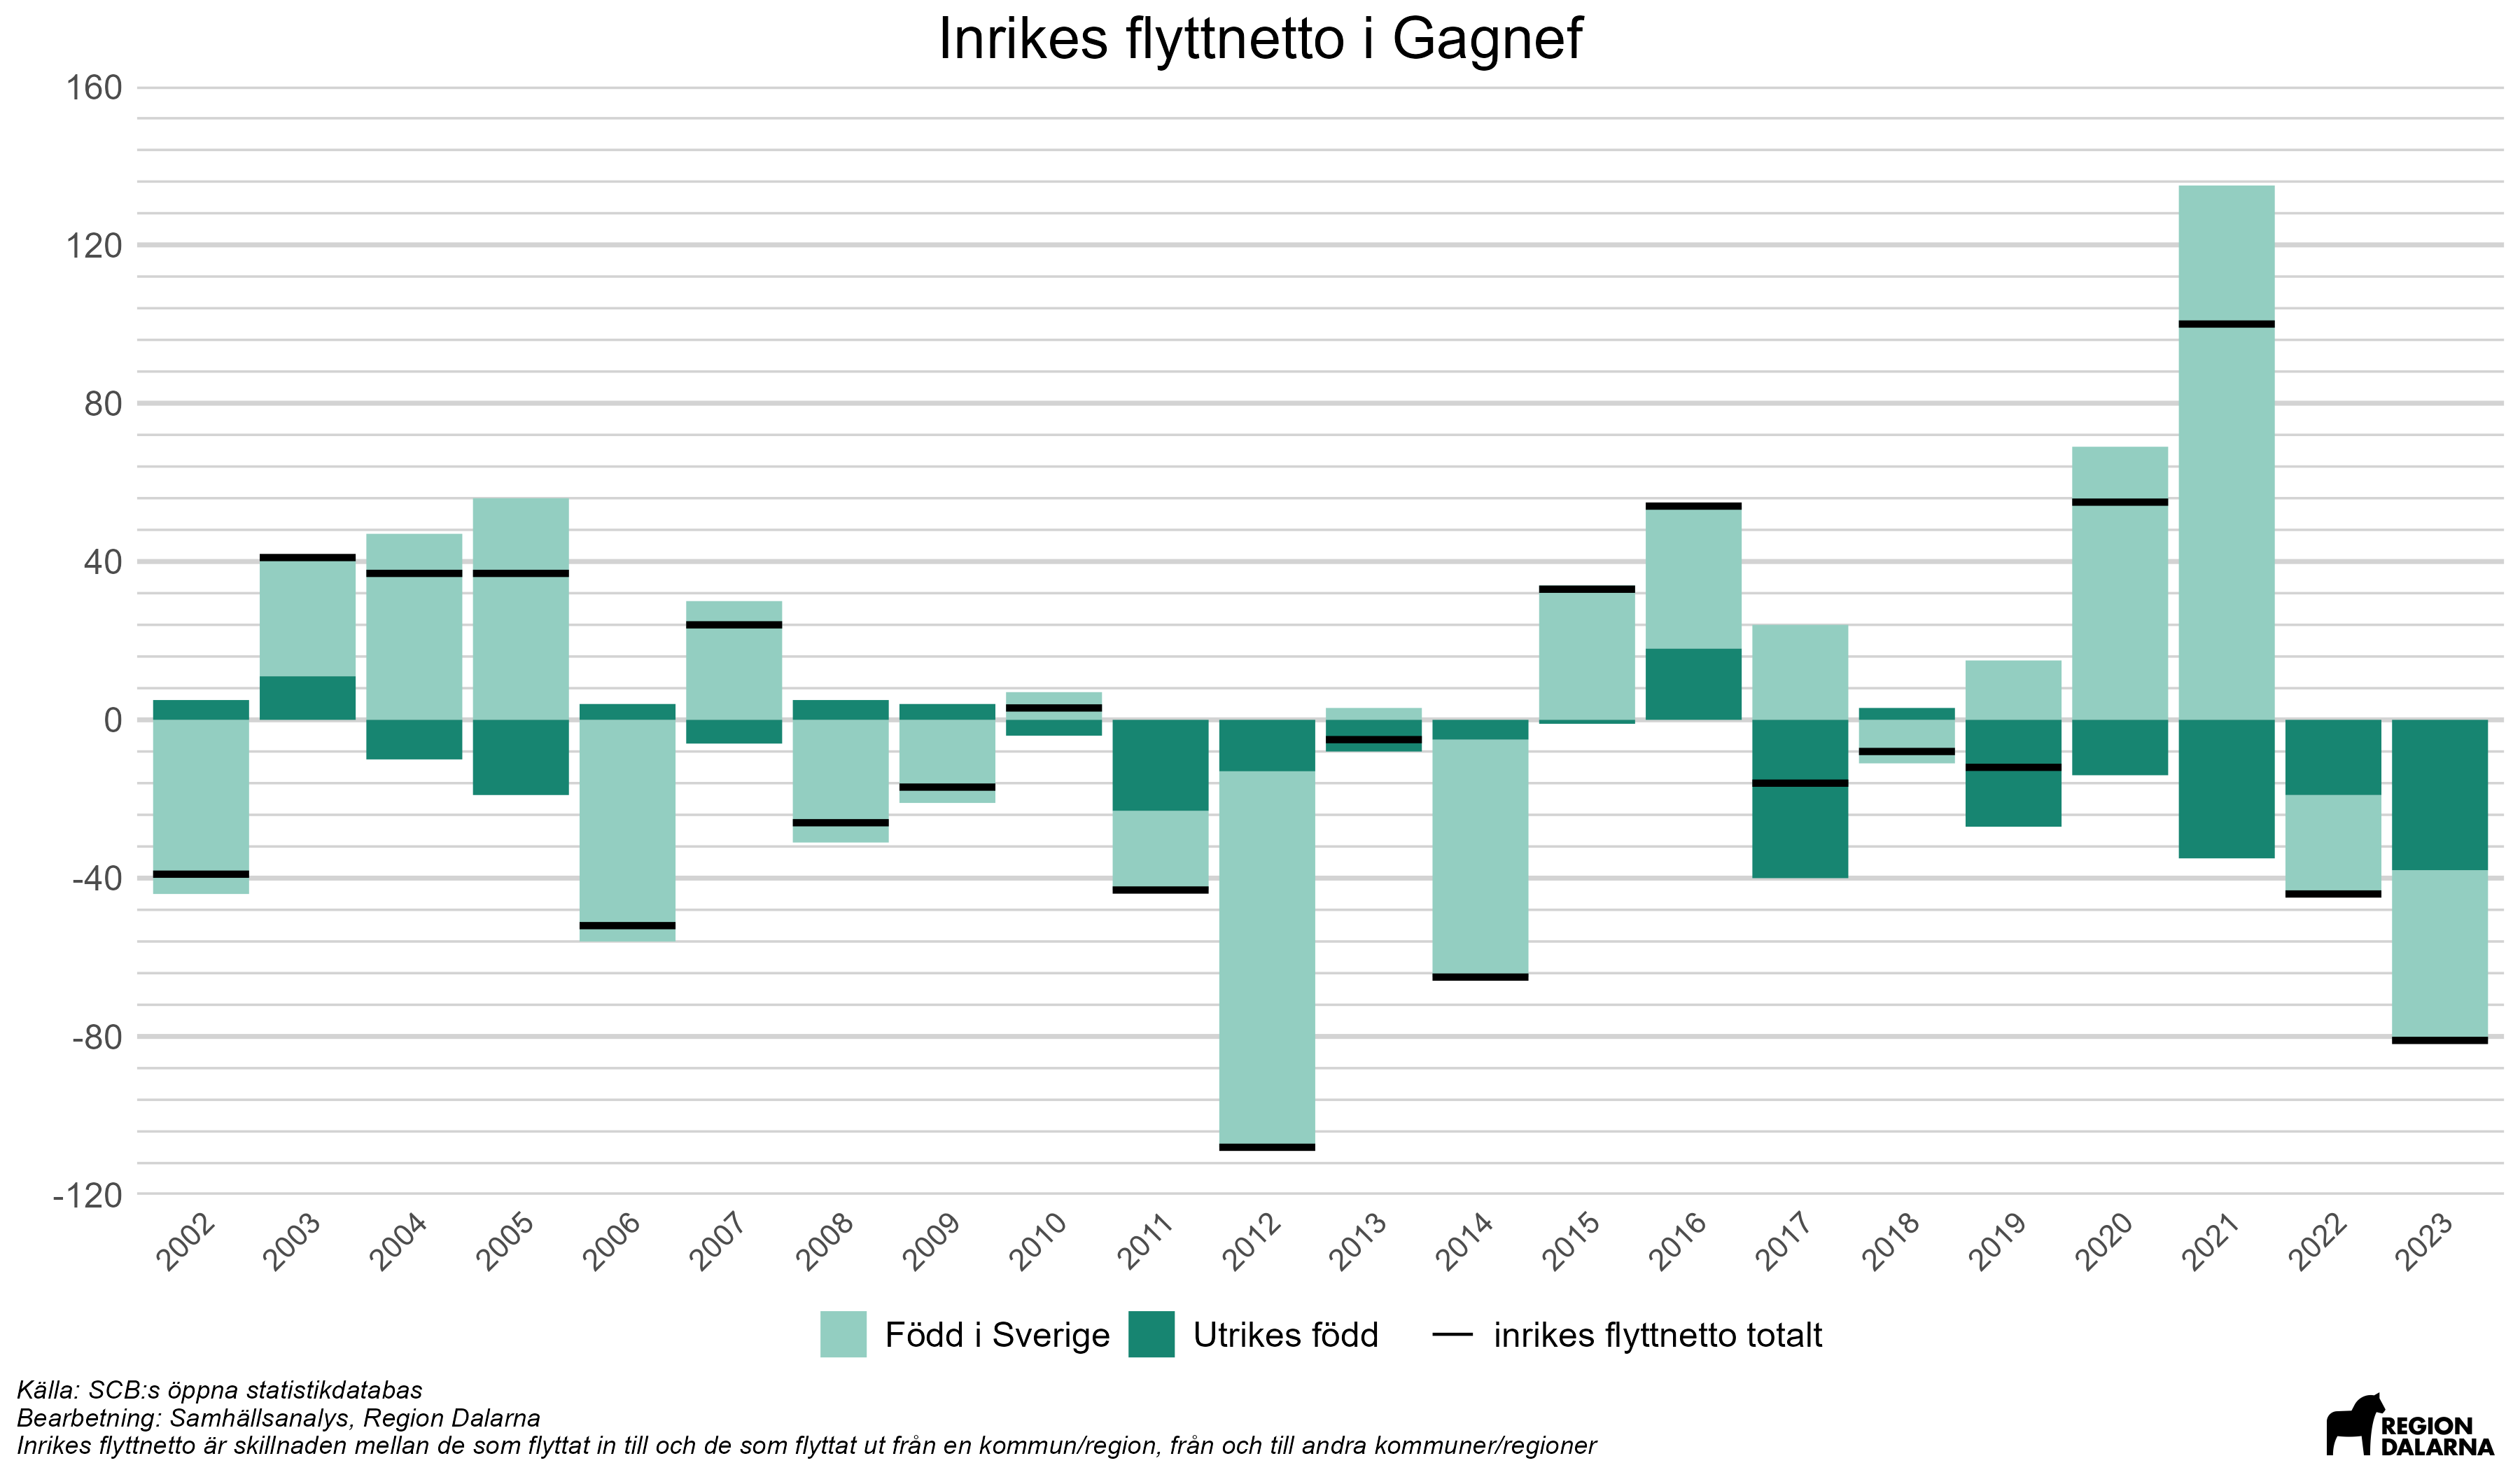 Inrikes flyttnetto i Gagnef
160
120
80
40
0
-40
-80
-120
2002 2003 2004 2005 2006 2007 2008 2009 2010 2011 2012 2013 2014 2015 2016 2017 2018 2019 2020 2021 2022 2023
Född i Sverige Utrikes född inrikes flyttnetto totalt
Källa: SCB:s öppna statistikdatabas
Bearbetning: Samhällsanalys, Region Dalarna
Inrikes flyttnetto är skillnaden mellan de som flyttat in till och de som flyttat ut från en kommun/region, från och till andra kommuner/regioner
REGION
DALARNA